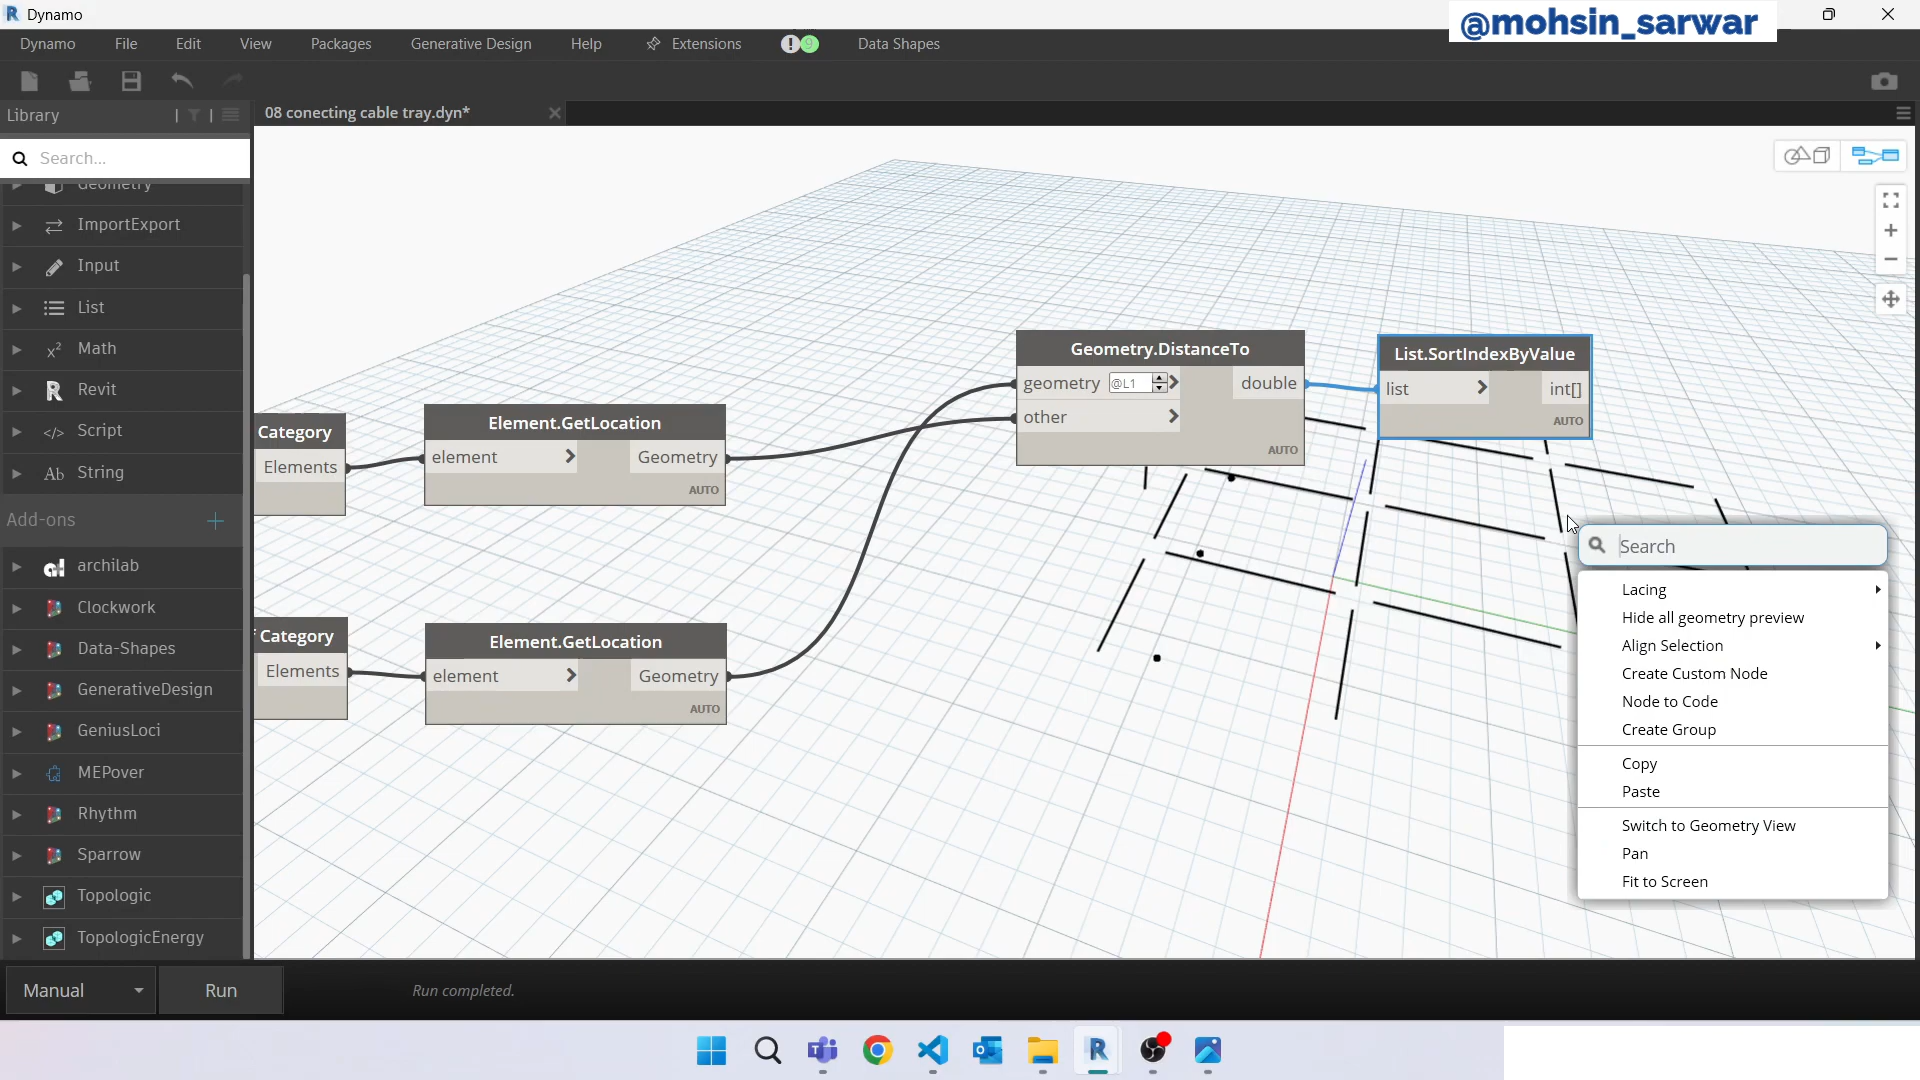 Dynamo
@mohsin_sarwar
Dynamo
File
Edit
View
Packages
Generative Design
Help
Extensions
Data Shapes
Library
08 conecting cable tray.dyn*
Search...
Geometry
ImportExport
Input
List
Math
Revit
Script
String
Add-ons
archilab
Clockwork
Data-Shapes
GenerativeDesign
GeniusLoci
MEPover
Rhythm
Sparrow
Topologic
TopologicEnergy
Category
Elements
Element.GetLocation
element
Geometry
AUTO
Category
Elements
Element.GetLocation
element
Geometry
AUTO
Geometry.DistanceTo
geometry
@L1
double
other
AUTO
List.SortIndexByValue
list
int[]
AUTO
Search
Lacing
Hide all geometry preview
Align Selection
Create Custom Node
Node to Code
Create Group
Copy
Paste
Switch to Geometry View
Pan
Fit to Screen
Manual
Run
Run completed.